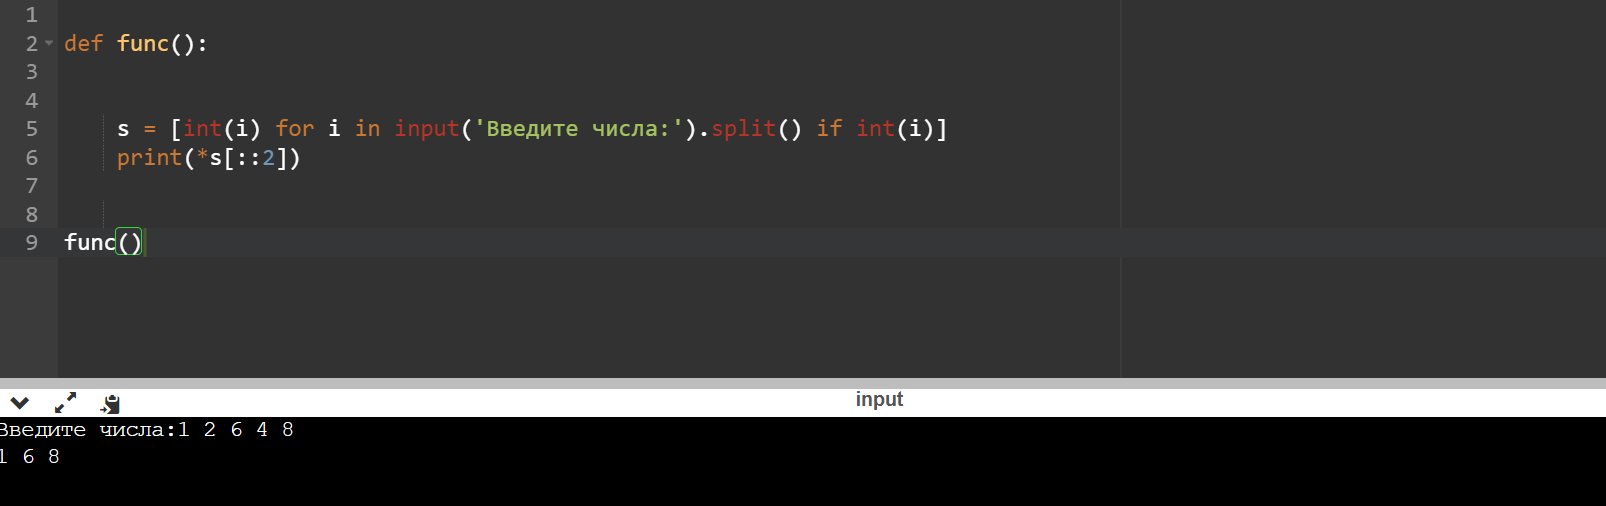 1
2 def func():
3
4
5 s = [int(i) for i in input('Введите числа:').split() if int(i)]
6 print(*s[::2])
7
8
9 func()
input
Введите числа:1 2 6 4 8
1 6 8